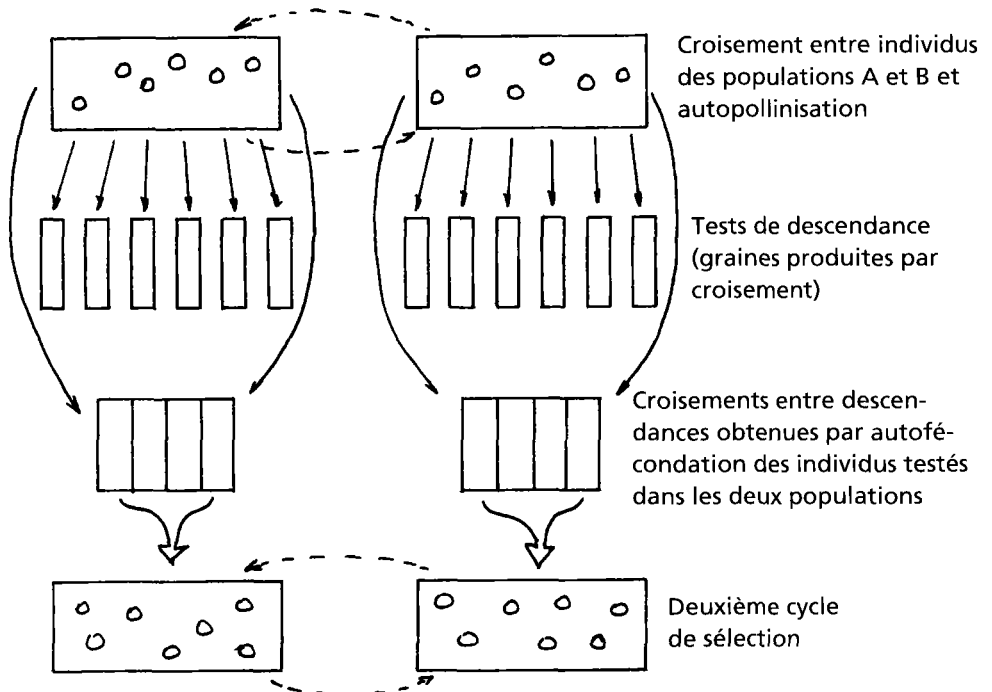 Croisement entre individus
des populations A et B et
autopollinisation
Tests de descendance
(graines produites par
croisement)
Croisements entre descen-
dances obtenues par autofé-
condation des individus testés
dans les deux populations
Deuxième cycle
de sélection